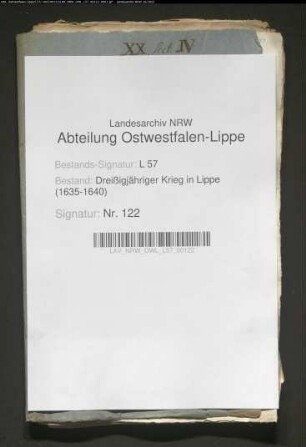 XX
IV
Landesarchiv NRW
Abteilung Ostwestfalen-Lippe
Bestands-Signatur: L 57
Bestand: Dreißigjähriger Krieg in Lippe
(1635-1640)
Signatur: Nr. 122